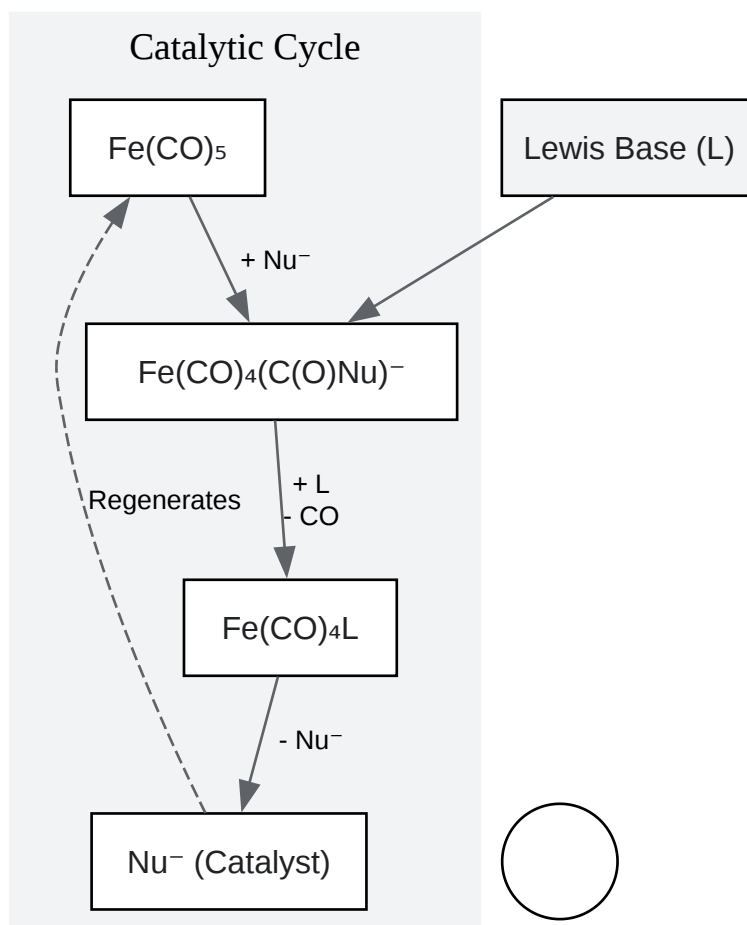 Catalytic Cycle
Fe(CO)₅
Lewis Base (L)
+ Nu⁻
Fe(CO)₄(C(O)Nu)⁻
Regenerates
+ L
- CO
Fe(CO)₄L
- Nu⁻
Nu⁻ (Catalyst)